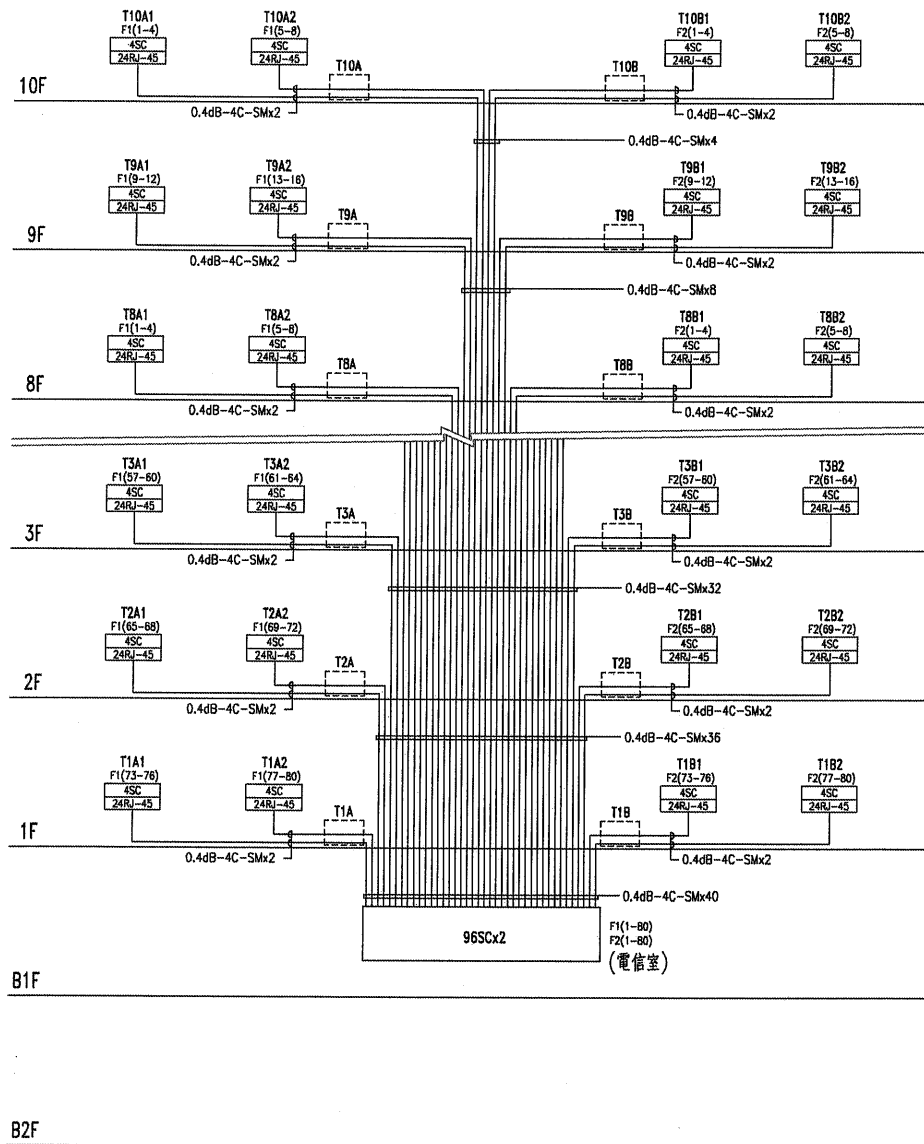 T10A1
F1(1-4)
4SC
24RJ-45
T10A2
F1(5-8)
4SC
24RJ-45
T10A
T10B
T10B1
F2(1-4)
4SC
24RJ-45
T10B2
F2(5-8)
4SC
24RJ-45
10F
0.4dB-4C-SMx2
0.4dB-4C-SMx2
0.4dB-4C-SMx4
T9A1
F1(9-12)
4SC
24RJ-45
T9A2
F1(13-16)
4SC
24RJ-45
T9A
T9B
T9B1
F2(9-12)
4SC
24RJ-45
T9B2
F2(13-16)
4SC
24RJ-45
9F
0.4dB-4C-SMx2
0.4dB-4C-SMx2
0.4dB-4C-SMx8
T8A1
F1(1-4)
4SC
24RJ-45
T8A2
F1(5-8)
4SC
24RJ-45
T8A
T8B
T8B1
F2(1-4)
4SC
24RJ-45
T8B2
F2(5-8)
4SC
24RJ-45
8F
0.4dB-4C-SMx2
0.4dB-4C-SMx2
T3A1
F1(57-60)
4SC
24RJ-45
T3A2
F1(61-64)
4SC
24RJ-45
T3A
T3B
T3B1
F2(57-60)
4SC
24RJ-45
T3B2
F2(61-64)
4SC
24RJ-45
3F
0.4dB-4C-SMx2
0.4dB-4C-SMx2
0.4dB-4C-SMx32
T2A1
F1(65-68)
4SC
24RJ-45
T2A2
F1(69-72)
4SC
24RJ-45
T2A
T2B
T2B1
F2(65-68)
4SC
24RJ-45
T2B2
F2(69-72)
4SC
24RJ-45
2F
0.4dB-4C-SMx2
0.4dB-4C-SMx2
0.4dB-4C-SMx36
T1A1
F1(73-76)
4SC
24RJ-45
T1A2
F1(77-80)
4SC
24RJ-45
T1A
T1B
T1B1
F2(73-76)
4SC
24RJ-45
T1B2
F2(77-80)
4SC
24RJ-45
1F
0.4dB-4C-SMx2
0.4dB-4C-SMx2
0.4dB-4C-SMx40
96SCx2
F1(1-80)
F2(1-80)
(電信室)
B1F
B2F